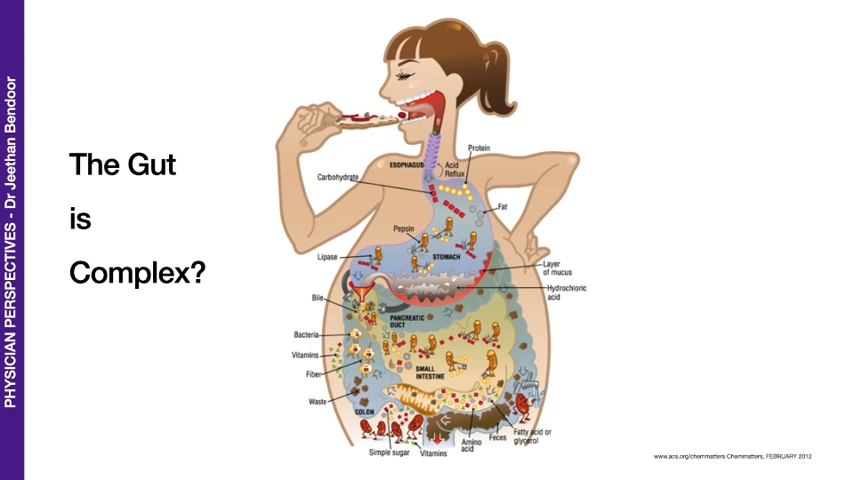 PHYSICIAN PERSPECTIVES - Dr Jeethan Bendoor
The Gut
is
Complex?
Protein
ESOPHAGUS
Acid
Reflux
Carbohydrate
Fat
Pepsin
Lipase
STOMACH
Layer
of mucus
Hydrochloric
acid
Bile
PANCREATIC
DUCT
Bacteria
Vitamins
SMALL
INTESTINE
Fiber
Waste
COLON
Fatty acid or
glycerol
Feces
Amino
acid
Simple sugar
Vitamins
www.acs.org/chemmatters Chemmatters, FEBRUARY 2012